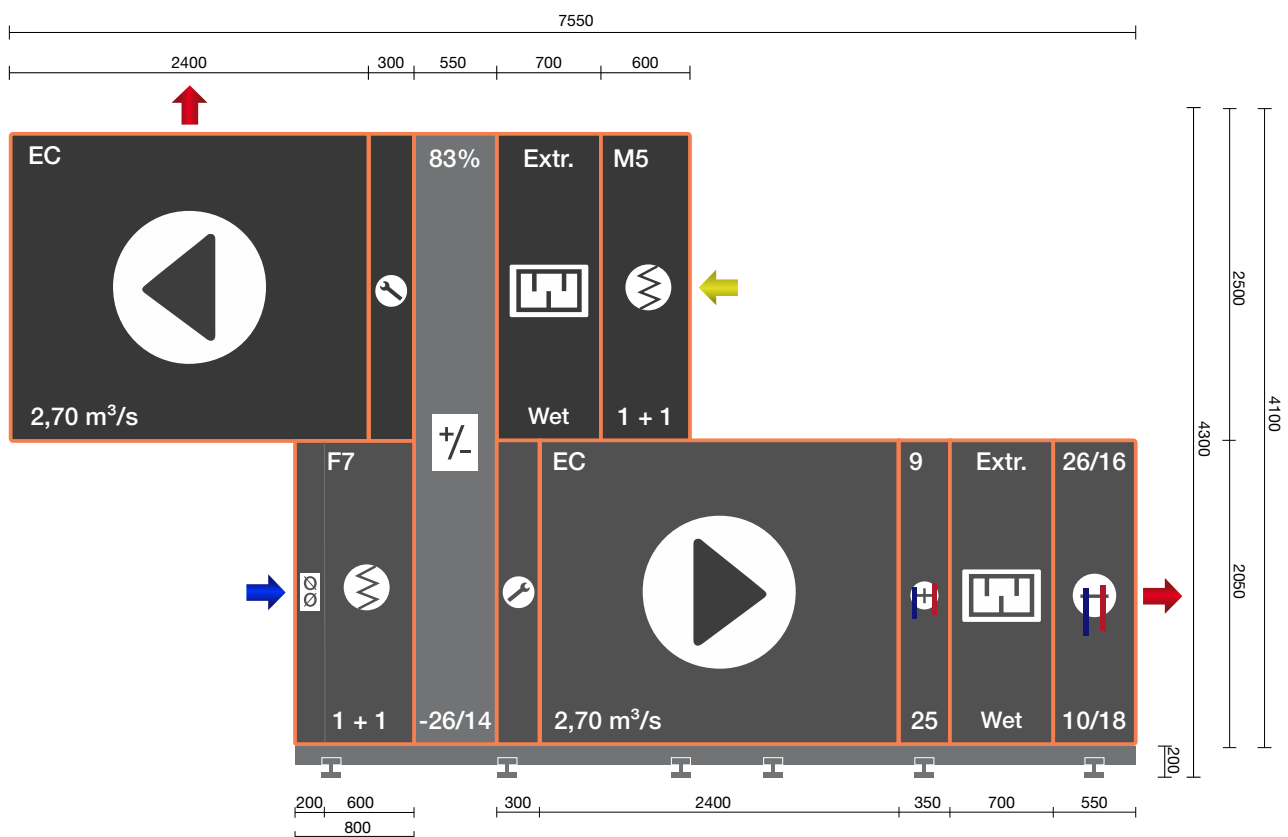 7550
2400 300 550 700 600
EC 83% Extr. M5
2,70 m³/s Wet 1 + 1
+/-
F7 EC 9 Extr. 26/16
1 + 1 -26/14 2,70 m³/s 25 Wet 10/18
200 600 300 2400 350 700 550
800
2500
2050
4100
4300
200